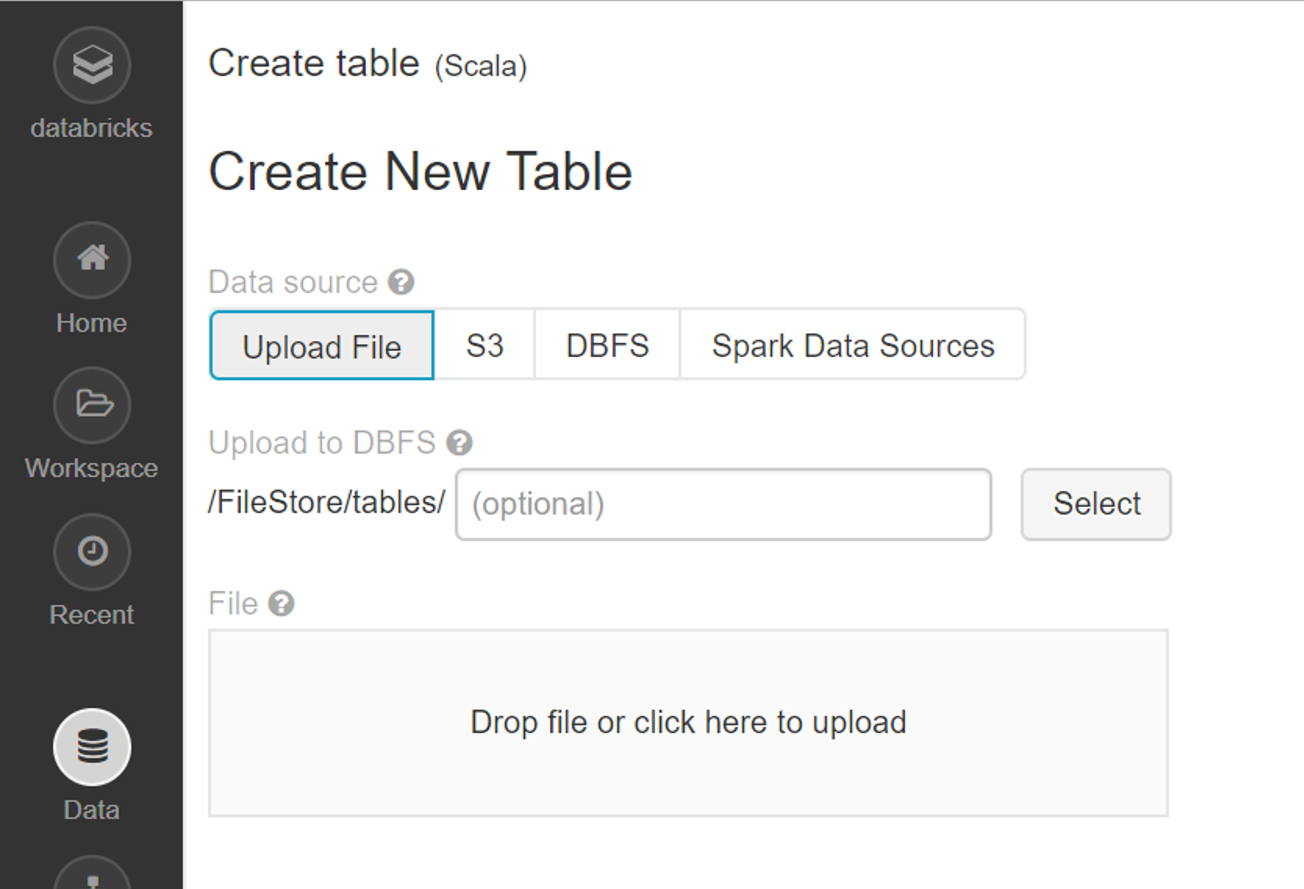 databricks
Home
Workspace
Recent
Data
Create table (Scala)
Create New Table
Data source ?
Upload File S3 DBFS Spark Data Sources
Upload to DBFS ?
/FileStore/tables/ (optional) Select
File ?
Drop file or click here to upload